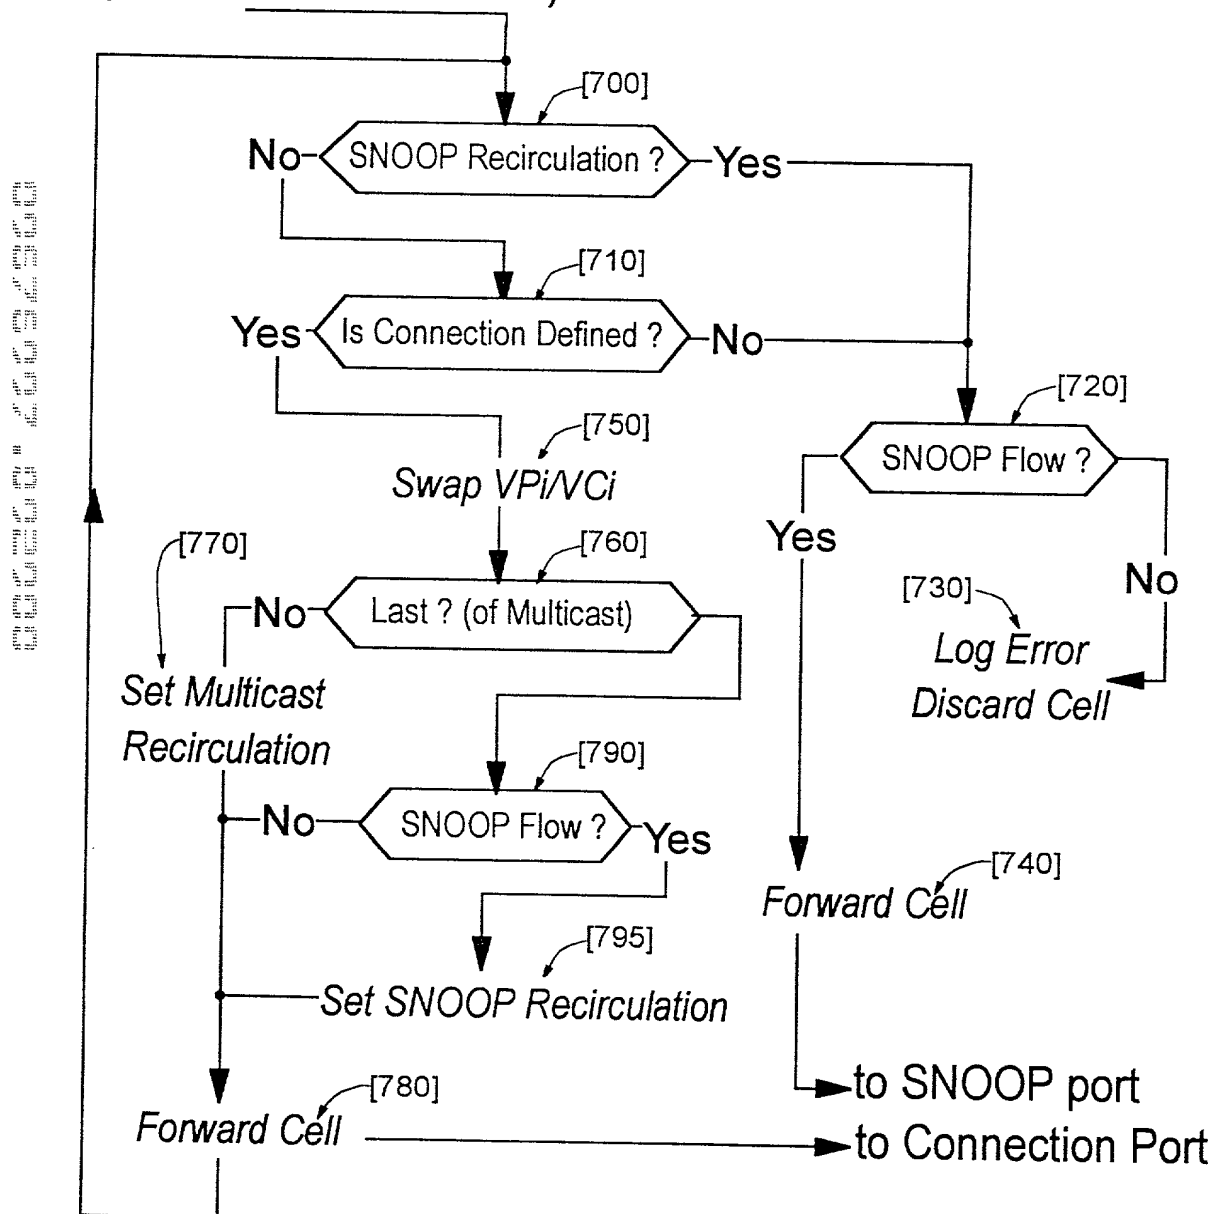 [700]
No
SNOOP Recirculation ?
Yes
[710]
Yes
Is Connection Defined ?
No
[720]
SNOOP Flow ?
[750]
Swap VPi/VCi
Yes
No
[770]
[760]
No
Last ? (of Multicast)
[730]
Log Error
Discard Cell
Set Multicast
Recirculation
[790]
No
SNOOP Flow ?
Yes
[740]
Forward Cell
[795]
Set SNOOP Recirculation
[780]
Forward Cell
to SNOOP port
to Connection Port